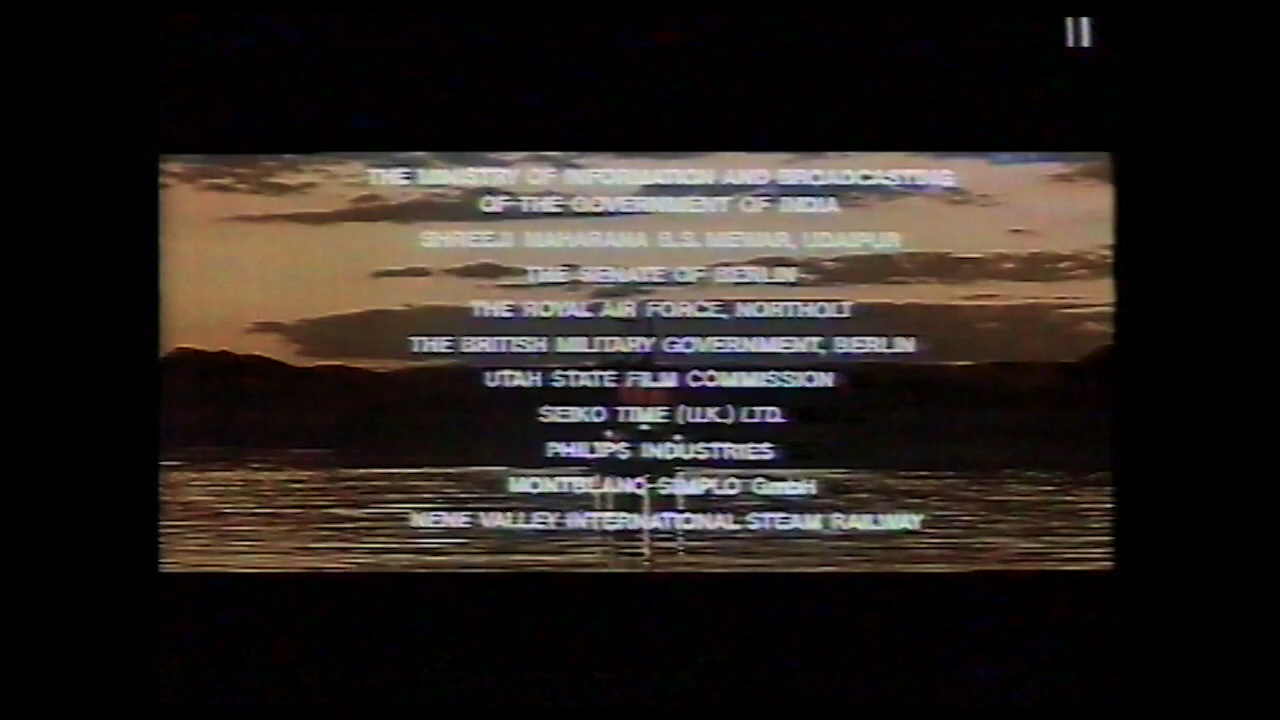 THE MINISTRY OF INFORMATION AND BROADCASTING
OF THE GOVERNMENT OF INDIA
SHREEJI MAHARANA B.S. MEWAR, UDAIPUR
THE SENATE OF BERLIN
THE ROYAL AIR FORCE, NORTHOLT
THE BRITISH MILITARY GOVERNMENT, BERLIN
UTAH STATE FILM COMMISSION
SEIKO TIME (U.K.) LTD.
PHILIPS INDUSTRIES
MONTBLANC-SIMPLO GmbH
NENE VALLEY INTERNATIONAL STEAM RAILWAY